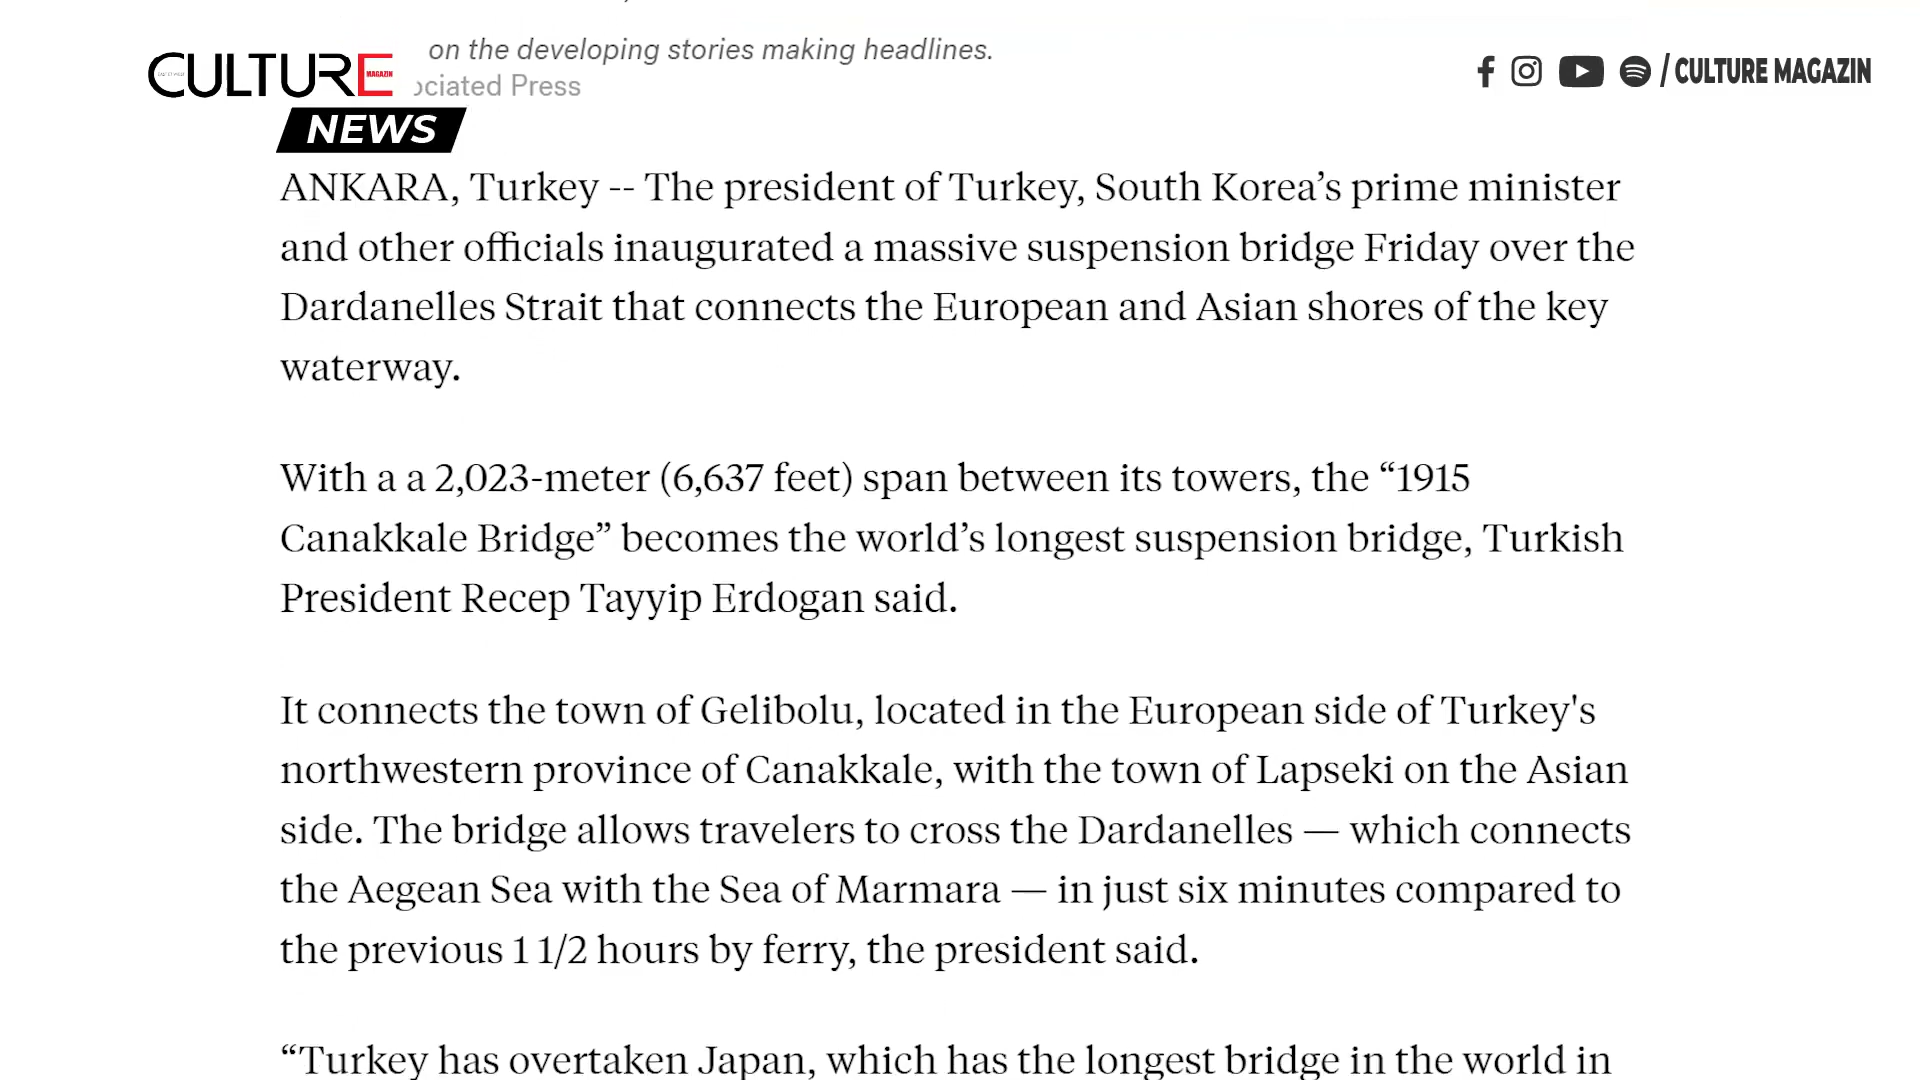 on the developing stories making headlines.
CULTURE
MAGAZIN
/ CULTURE MAGAZIN
ociated Press
NEWS
ANKARA, Turkey -- The president of Turkey, South Korea’s prime minister
and other officials inaugurated a massive suspension bridge Friday over the
Dardanelles Strait that connects the European and Asian shores of the key
waterway.
With a a 2,023-meter (6,637 feet) span between its towers, the “1915
Canakkale Bridge” becomes the world’s longest suspension bridge, Turkish
President Recep Tayyip Erdogan said.
It connects the town of Gelibolu, located in the European side of Turkey's
northwestern province of Canakkale, with the town of Lapseki on the Asian
side. The bridge allows travelers to cross the Dardanelles — which connects
the Aegean Sea with the Sea of Marmara — in just six minutes compared to
the previous 1 1/2 hours by ferry, the president said.
“Turkey has overtaken Japan, which has the longest bridge in the world in